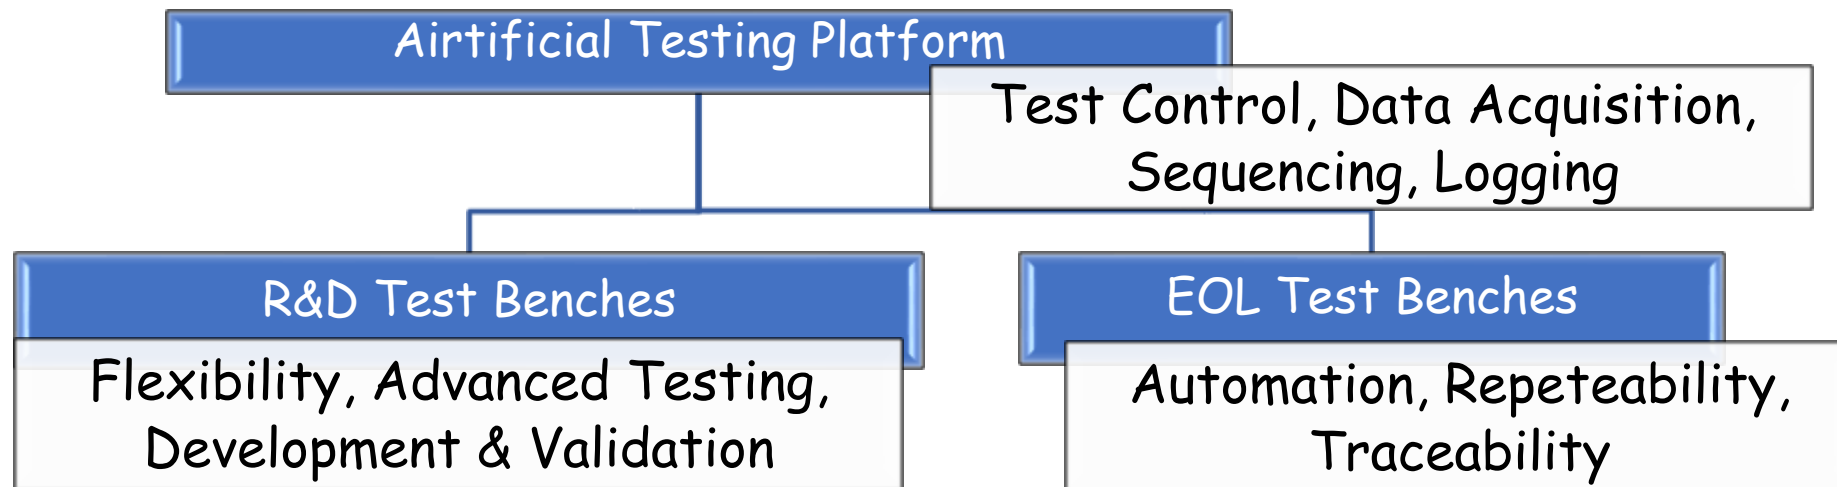 Airtificial Testing Platform
Test Control, Data Acquisition,
Sequencing, Logging
R&D Test Benches
Flexibility, Advanced Testing,
Development & Validation
EOL Test Benches
Automation, Repeteability,
Traceability